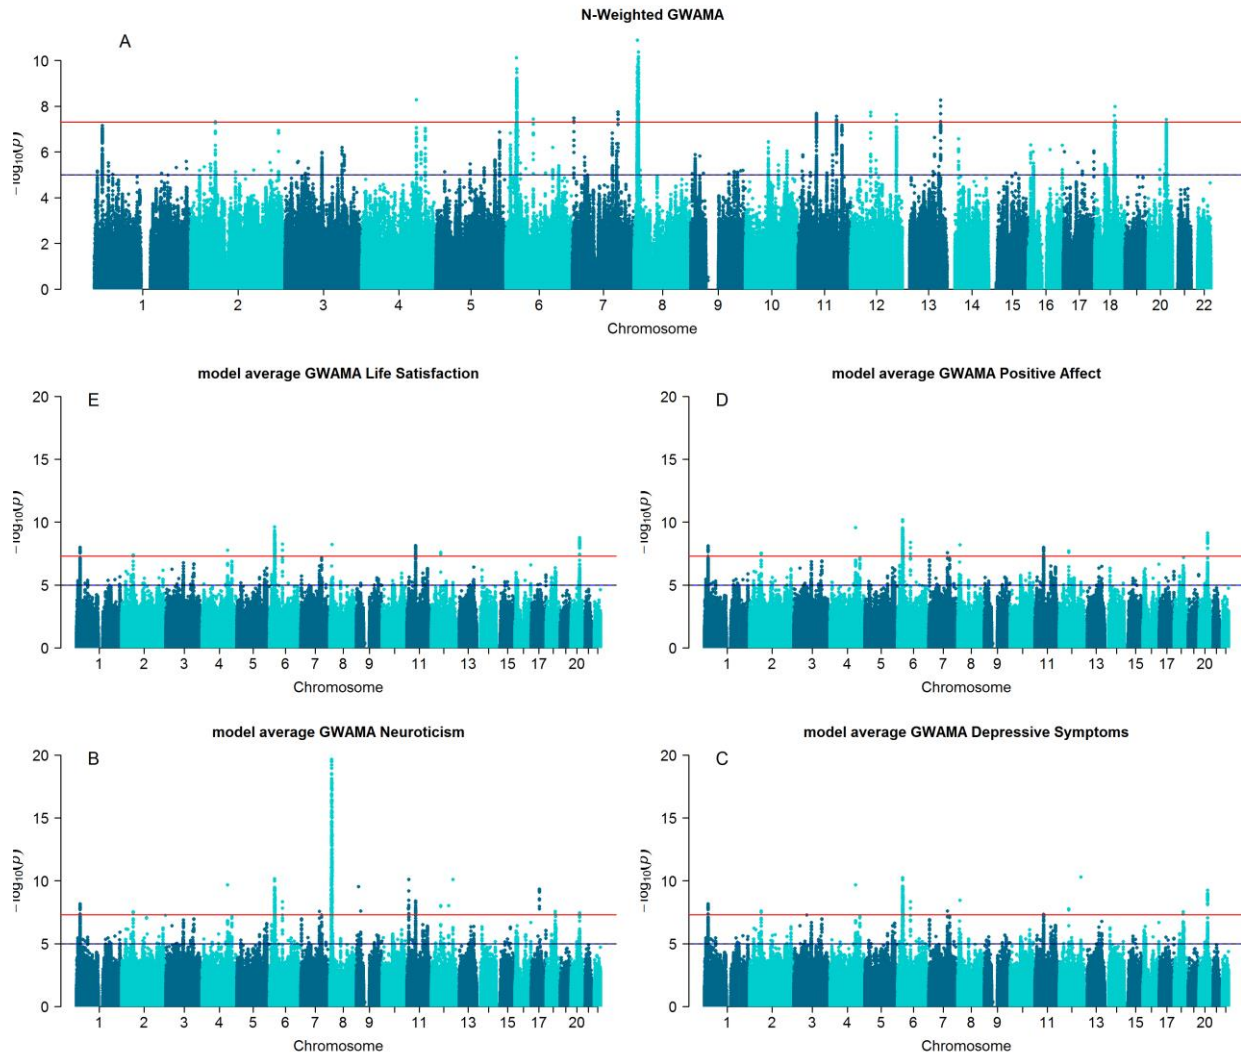 N-Weighted GWAMA
A
10
8
6
4
2
0
−log10(p)
1 2 3 4 5 6 7 8 9 10 11 12 13 14 15 16 17 18 20 22
Chromosome
model average GWAMA Life Satisfaction
E
20
15
10
5
0
−log10(p)
1 2 3 4 5 6 7 8 9 11 13 15 17 20
Chromosome
model average GWAMA Positive Affect
D
20
15
10
5
0
−log10(p)
1 2 3 4 5 6 7 8 9 11 13 15 17 20
Chromosome
model average GWAMA Neuroticism
B
20
15
10
5
0
−log10(p)
1 2 3 4 5 6 7 8 9 11 13 15 17 20
Chromosome
model average GWAMA Depressive Symptoms
C
20
15
10
5
0
−log10(p)
1 2 3 4 5 6 7 8 9 11 13 15 17 20
Chromosome